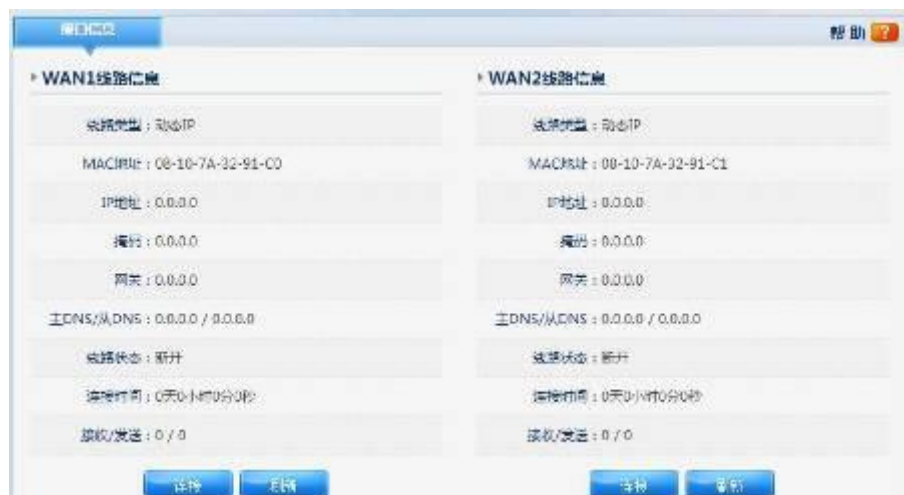 接口信息
帮助
WAN1线路信息
线路类型：动态IP
MAC地址：08-10-7A-32-91-C0
IP地址：0.0.0.0
掩码：0.0.0.0
网关：0.0.0.0
主DNS/从DNS：0.0.0.0 / 0.0.0.0
线路状态：断开
连接时间：0天0小时0分0秒
接收/发送：0 / 0
连接 刷新
WAN2线路信息
线路类型：动态IP
MAC地址：08-10-7A-32-91-C1
IP地址：0.0.0.0
掩码：0.0.0.0
网关：0.0.0.0
主DNS/从DNS：0.0.0.0 / 0.0.0.0
线路状态：断开
连接时间：0天0小时0分0秒
接收/发送：0 / 0
连接